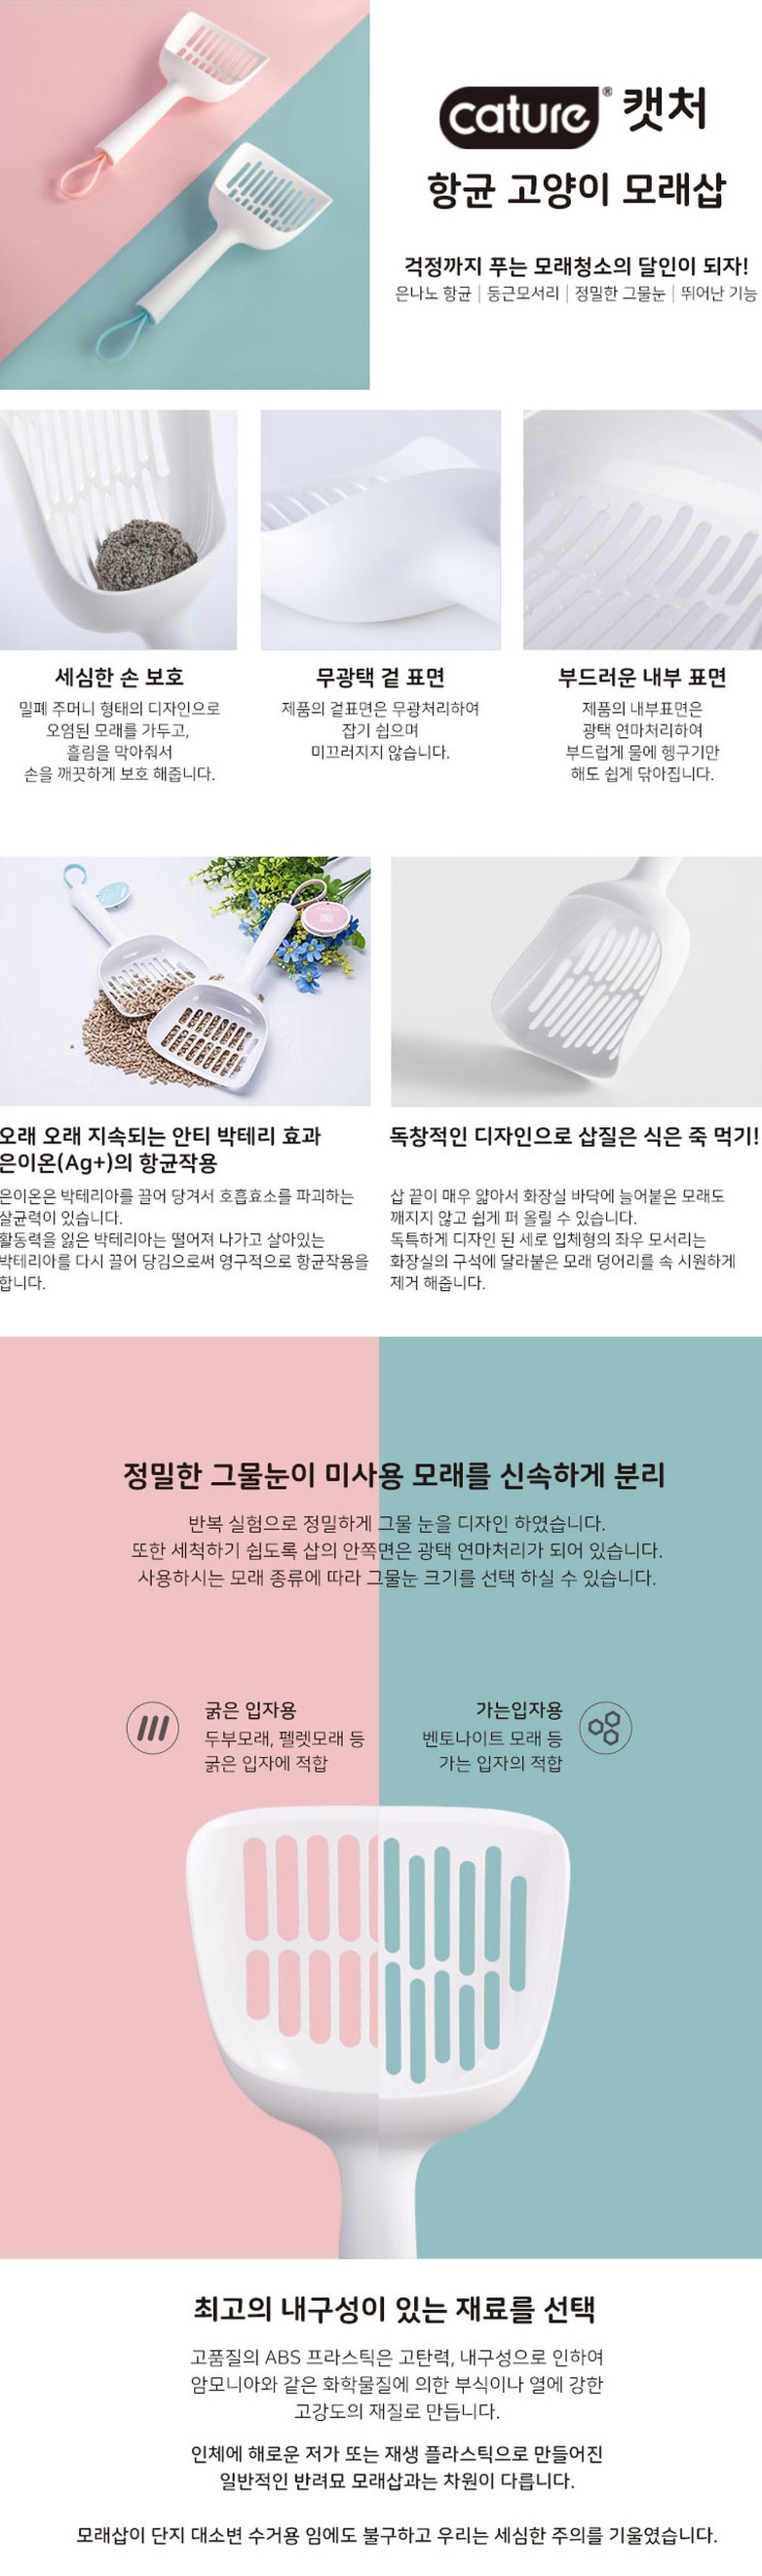 cature® 캣처
항균 고양이 모래삽
걱정까지 푸는 모래청소의 달인이 되자!
은나노 항균 | 둥근모서리 | 정밀한 그물눈 | 뛰어난 기능
세심한 손 보호
밀폐 주머니 형태의 디자인으로
오염된 모래를 가두고,
흘림을 막아줘서
손을 깨끗하게 보호 해줍니다.
무광택 겉 표면
제품의 겉표면은 무광처리하여
잡기 쉽으며
미끄러지지 않습니다.
부드러운 내부 표면
제품의 내부표면은
광택 연마처리하여
부드럽게 물에 헹구기만
해도 쉽게 닦아집니다.
오래 오래 지속되는 안티 박테리 효과
은이온(Ag+)의 항균작용
은이온은 박테리아를 끌어 당겨서 호흡효소를 파괴하는
살균력이 있습니다.
활동력을 잃은 박테리아는 떨어져 나가고 살아있는
박테리아를 다시 끌어 당김으로써 영구적으로 항균작용을
합니다.
독창적인 디자인으로 삽질은 식은 죽 먹기!
삽 끝이 매우 얇아서 화장실 바닥에 늘어붙은 모래도
깨지지 않고 쉽게 퍼 올릴 수 있습니다.
독특하게 디자인 된 세로 입체형의 좌우 모서리는
화장실의 구석에 달라붙은 모래 덩어리를 속 시원하게
제거 해줍니다.
정밀한 그물눈이 미사용 모래를 신속하게 분리
반복 실험으로 정밀하게 그물 눈을 디자인 하였습니다.
또한 세척하기 쉽도록 삽의 안쪽면은 광택 연마처리가 되어 있습니다.
사용하시는 모래 종류에 따라 그물눈 크기를 선택 하실 수 있습니다.
굵은 입자용
두부모래, 펠렛모래 등
굵은 입자에 적합
가는입자용
벤토나이트 모래 등
가는 입자의 적합
최고의 내구성이 있는 재료를 선택
고품질의 ABS 프라스틱은 고탄력, 내구성으로 인하여
암모니아와 같은 화학물질에 의한 부식이나 열에 강한
고강도의 재질로 만듭니다.
인체에 해로운 저가 또는 재생 플라스틱으로 만들어진
일반적인 반려묘 모래삽과는 차원이 다릅니다.
모래삽이 단지 대소변 수거용 임에도 불구하고 우리는 세심한 주의를 기울였습니다.